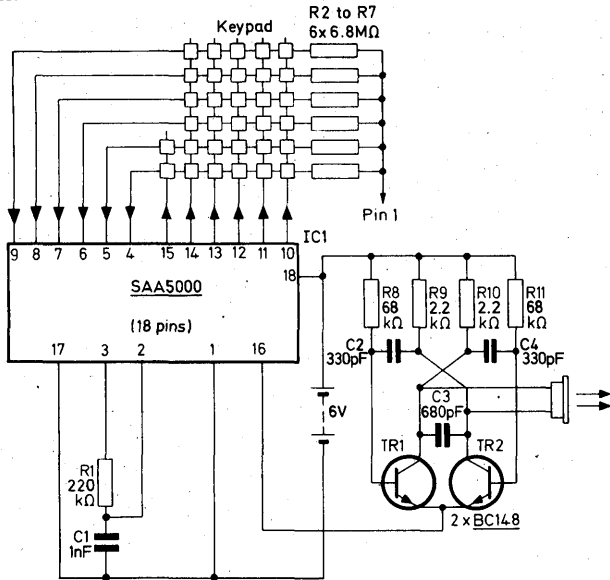 Keypad
R2 to R7
6x 6.8MΩ
Pin 1
IC1
9 8 7 6 5 4 15 14 13 12 11 10
18
SAA5000
(18 pins)
17 3 2 1 16
R1
220
kΩ
C1
1nF
6V
R8
68
kΩ
R9
2.2
kΩ
R10
2.2
kΩ
R11
68
kΩ
C2
330pF
C4
330pF
C3
680pF
TR1
TR2
2 x BC148